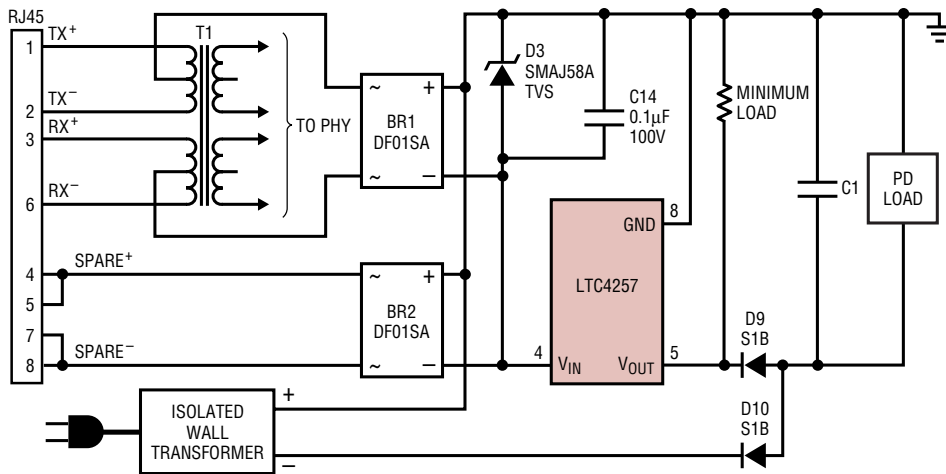 RJ45
1
TX+
2
TX−
3
RX+
6
RX−
4
SPARE+
5
7
8
SPARE−
T1
TO PHY
~
+
BR1
DF01SA
~
−
~
+
BR2
DF01SA
~
−
D3
SMAJ58A
TVS
C14
0.1µF
100V
MINIMUM
LOAD
C1
PD
LOAD
8
GND
LTC4257
4
VIN
VOUT
5
D9
S1B
D10
S1B
ISOLATED
WALL
TRANSFORMER
+
−